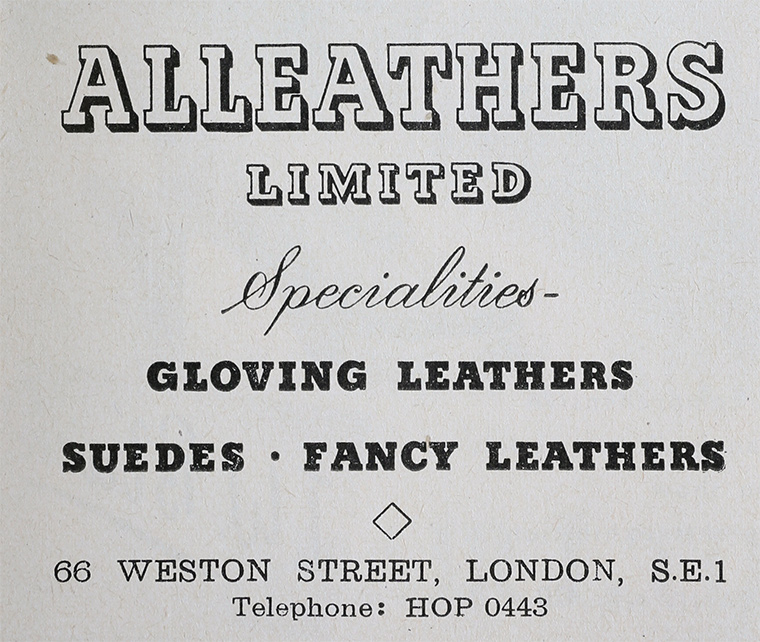 ALLEATHERS
LIMITED
Specialities-
GLOVING LEATHERS
SUEDES · FANCY LEATHERS
66 WESTON STREET, LONDON, S.E.1
Telephone: HOP 0443